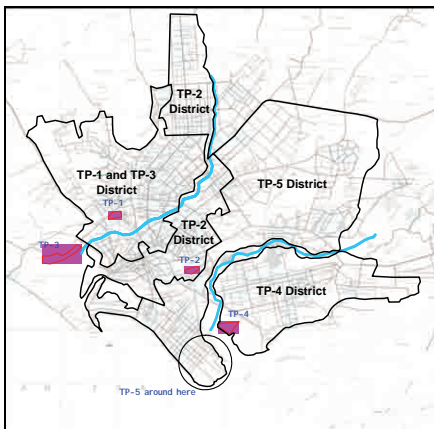 TP-2
District
TP-1 and TP-3
District
TP-1
TP-5 District
TP-2
District
TP-3
TP-2
TP-4 District
TP-4
TP-5 around here